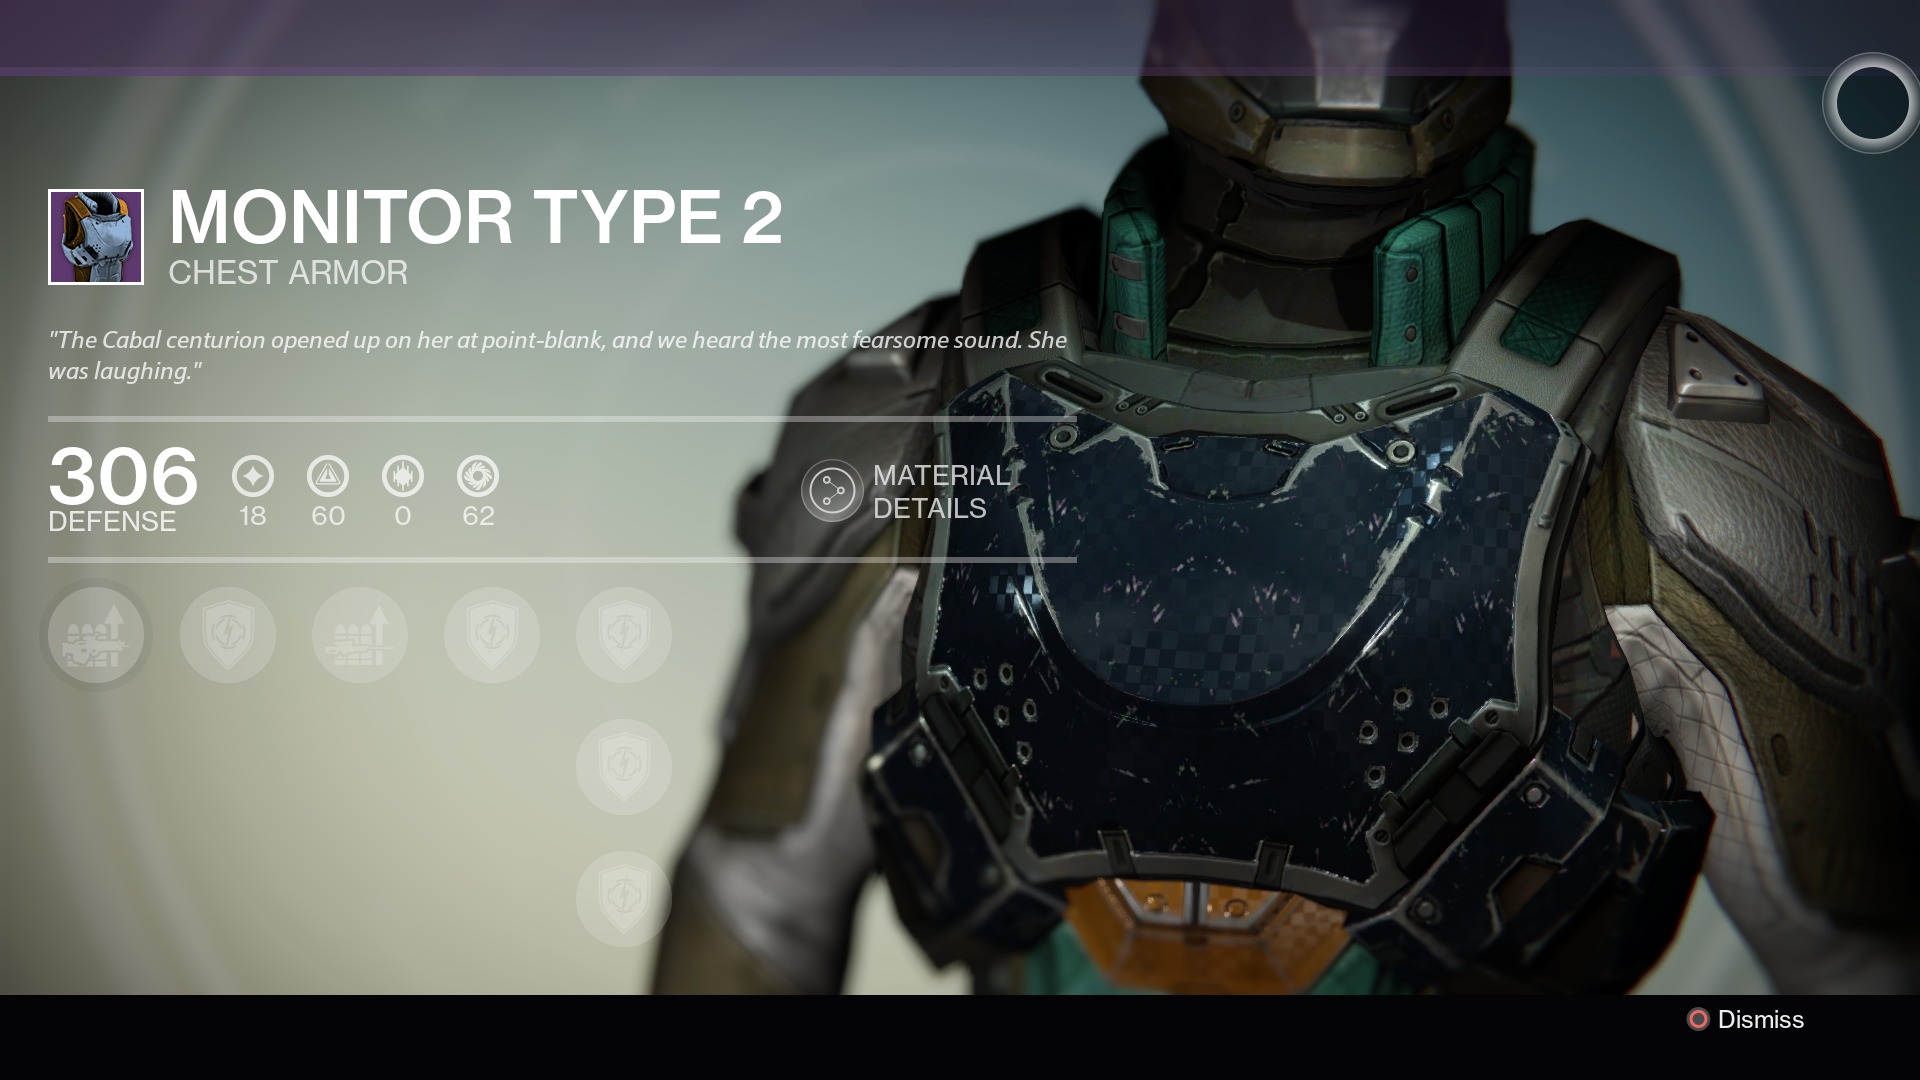 MONITOR TYPE 2
CHEST ARMOR
"The Cabal centurion opened up on her at point-blank, and we heard the most fearsome sound. She
was laughing."
306
DEFENSE
18 60 0 62
MATERIAL
DETAILS
Dismiss